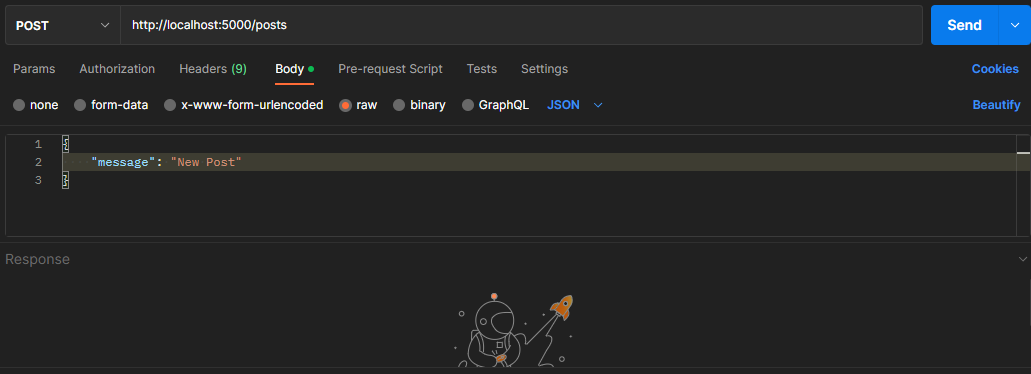 POST http://localhost:5000/posts Send
Params Authorization Headers (9) Body Pre-request Script Tests Settings Cookies
none form-data x-www-form-urlencoded raw binary GraphQL JSON Beautify
1 {
2 "message": "New Post"
3 }
Response